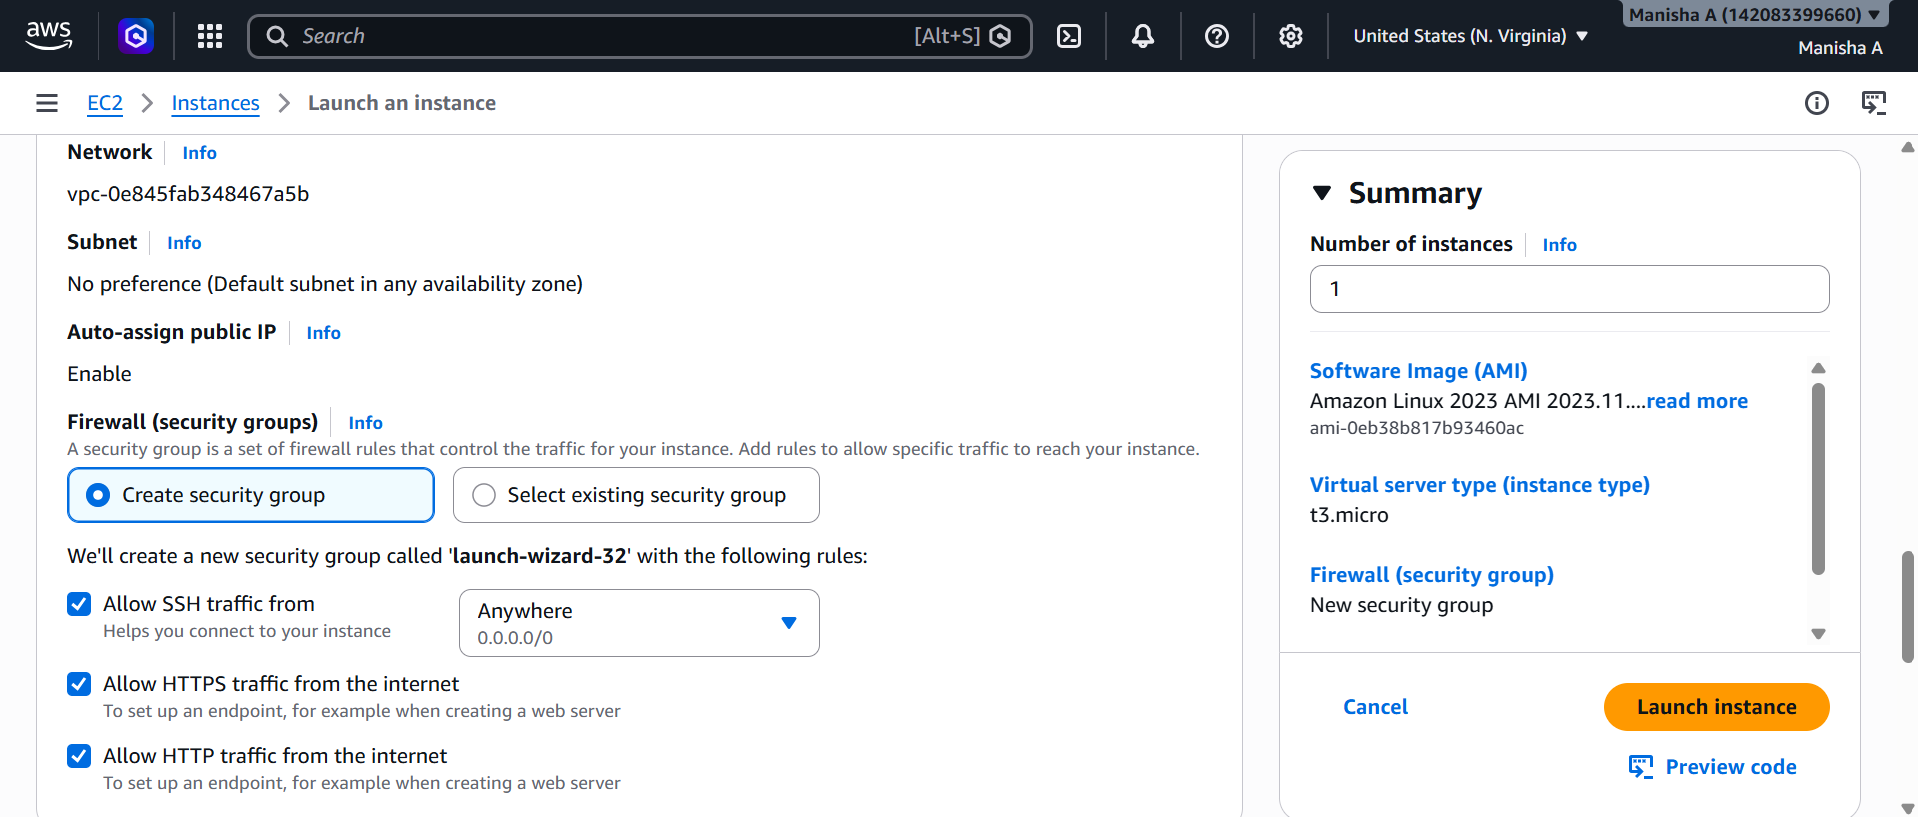 aws
Search
[Alt+S]
United States (N. Virginia)
Manisha A (142083399660)
Manisha A
EC2
Instances
Launch an instance
Network
Info
vpc-0e845fab348467a5b
Subnet
Info
No preference (Default subnet in any availability zone)
Auto-assign public IP
Info
Enable
Firewall (security groups)
Info
A security group is a set of firewall rules that control the traffic for your instance. Add rules to allow specific traffic to reach your instance.
Create security group
Select existing security group
We'll create a new security group called 'launch-wizard-32' with the following rules:
Allow SSH traffic from
Helps you connect to your instance
Anywhere
0.0.0.0/0
Allow HTTPS traffic from the internet
To set up an endpoint, for example when creating a web server
Allow HTTP traffic from the internet
To set up an endpoint, for example when creating a web server
Summary
Number of instances
Info
1
Software Image (AMI)
Amazon Linux 2023 AMI 2023.11....read more
ami-0eb38b817b93460ac
Virtual server type (instance type)
t3.micro
Firewall (security group)
New security group
Cancel
Launch instance
Preview code